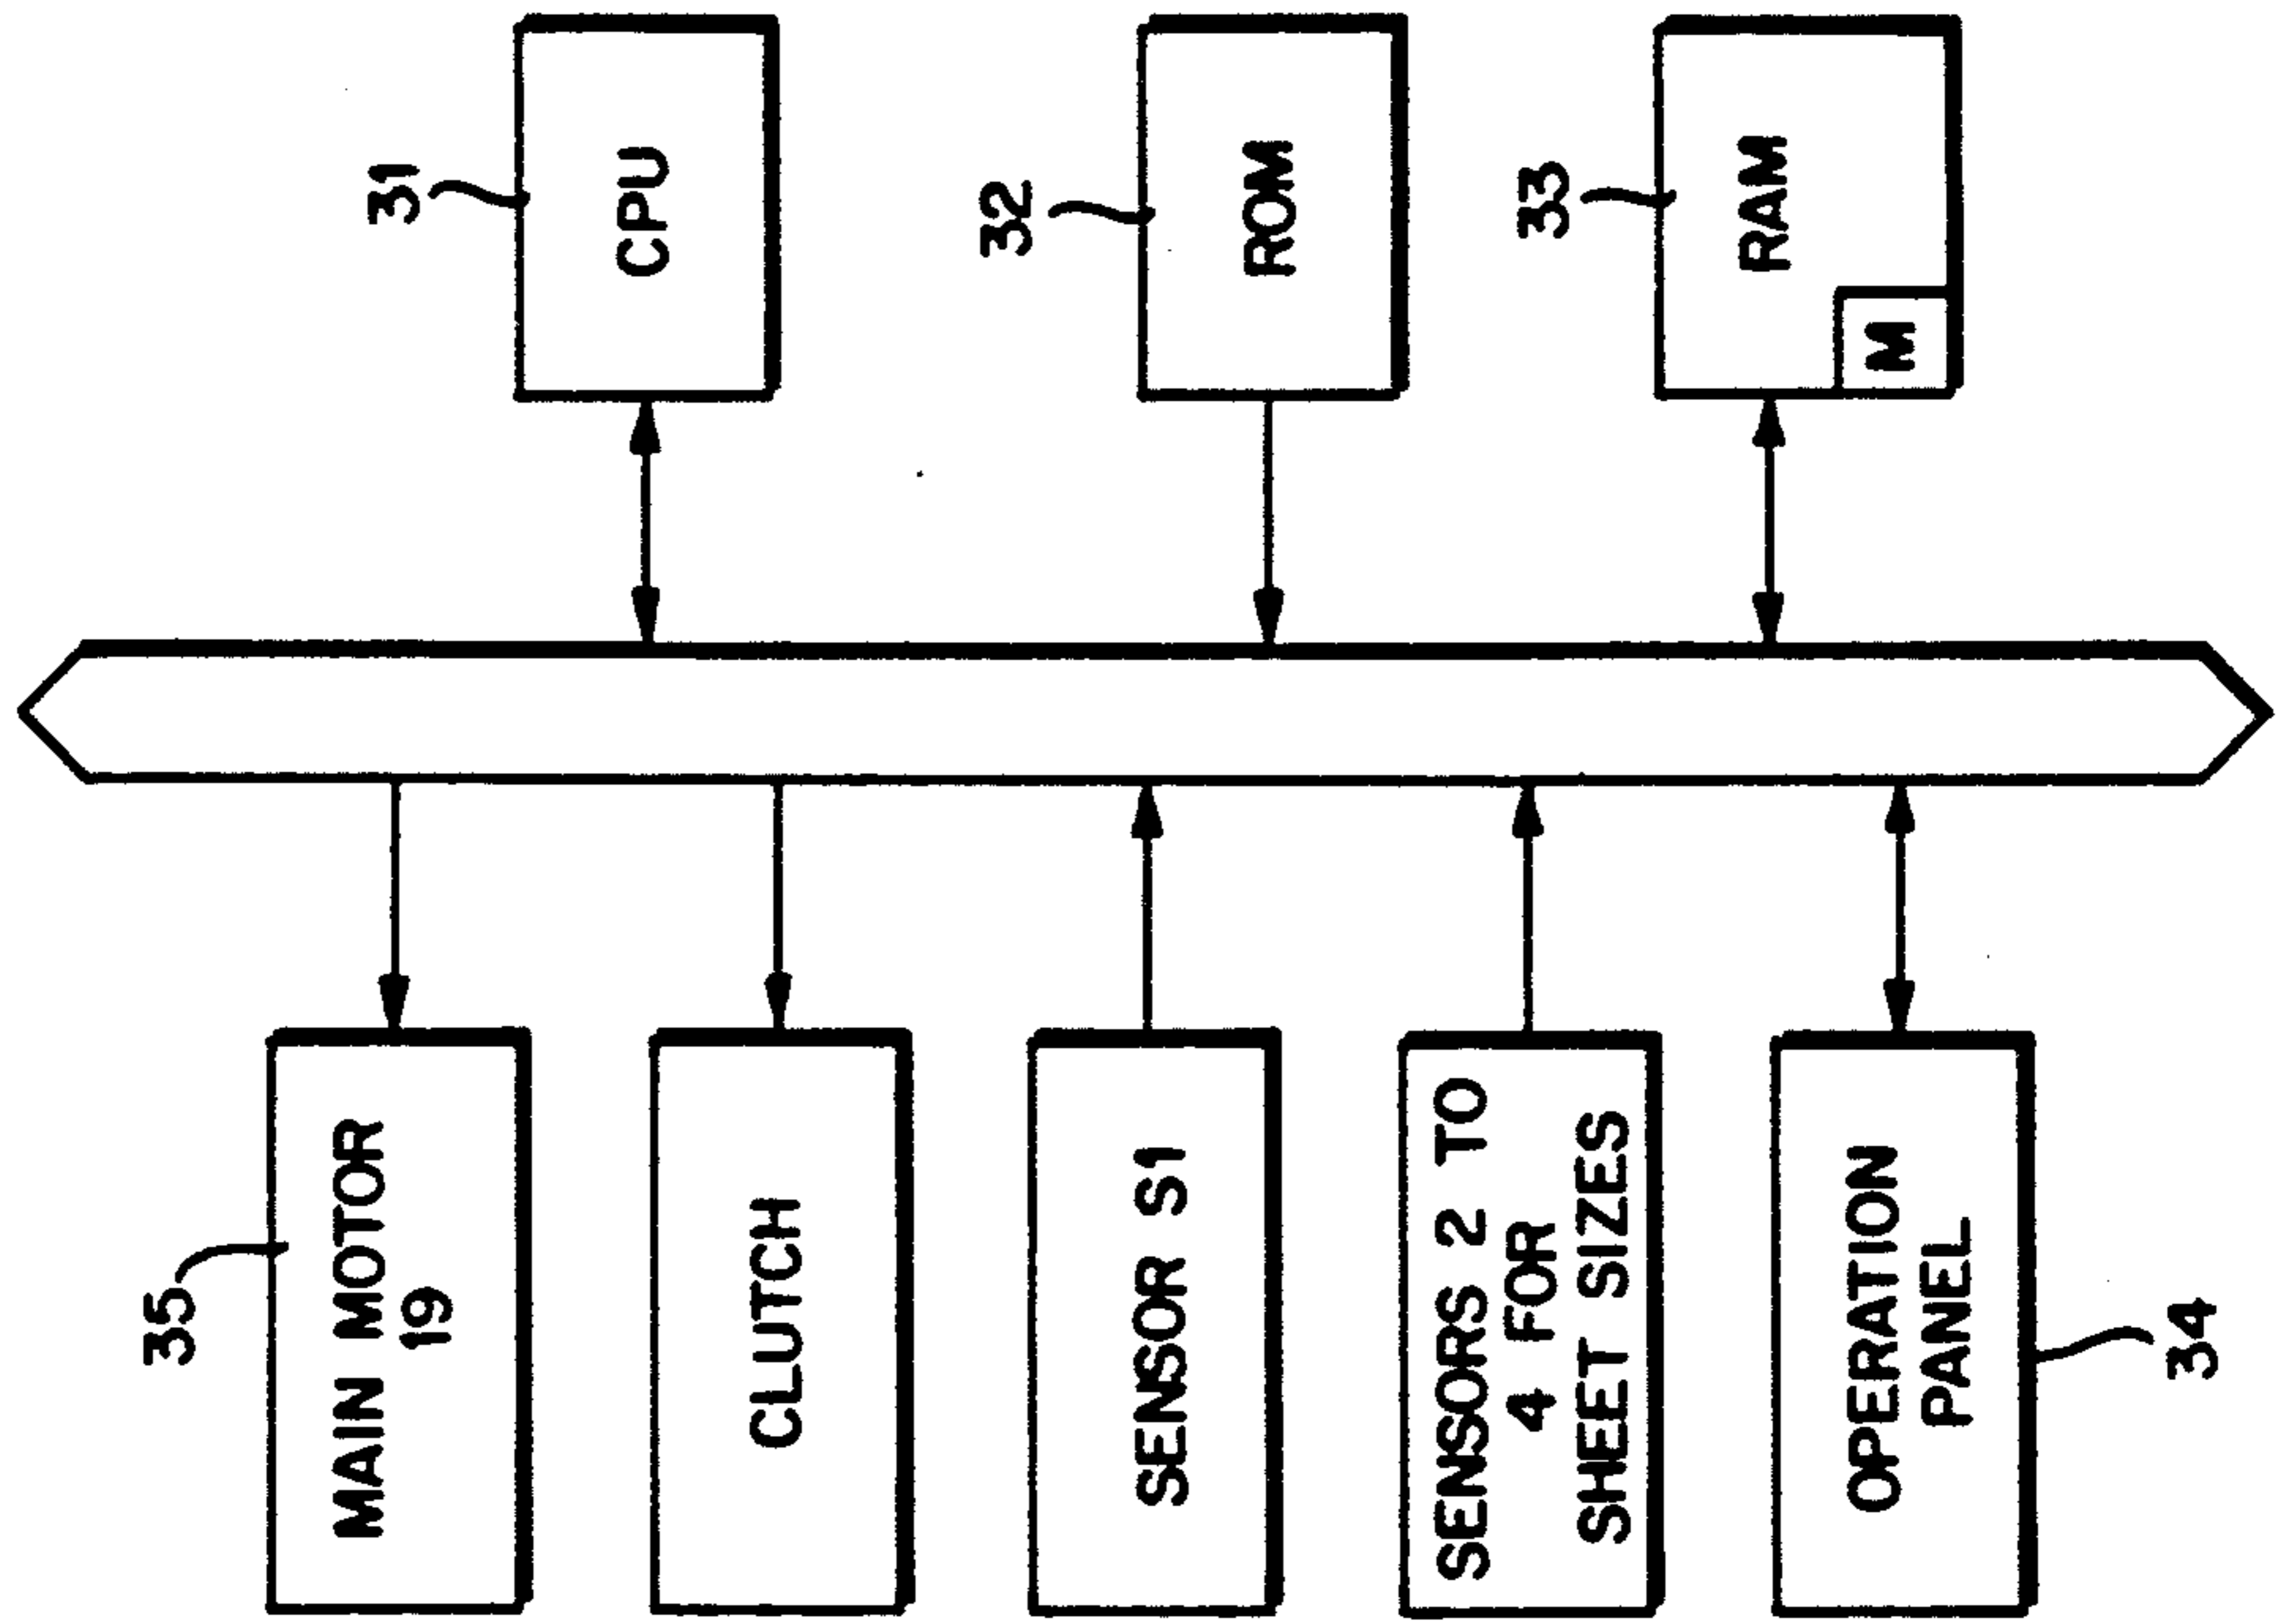 31
CPU
32
ROM
33
RAM
M
35
MAIN MOTOR
19
CLUTCH
SENSOR S1
SENSORS 2 TO
4 FOR
SHEET SIZES
OPERATION
PANEL
34